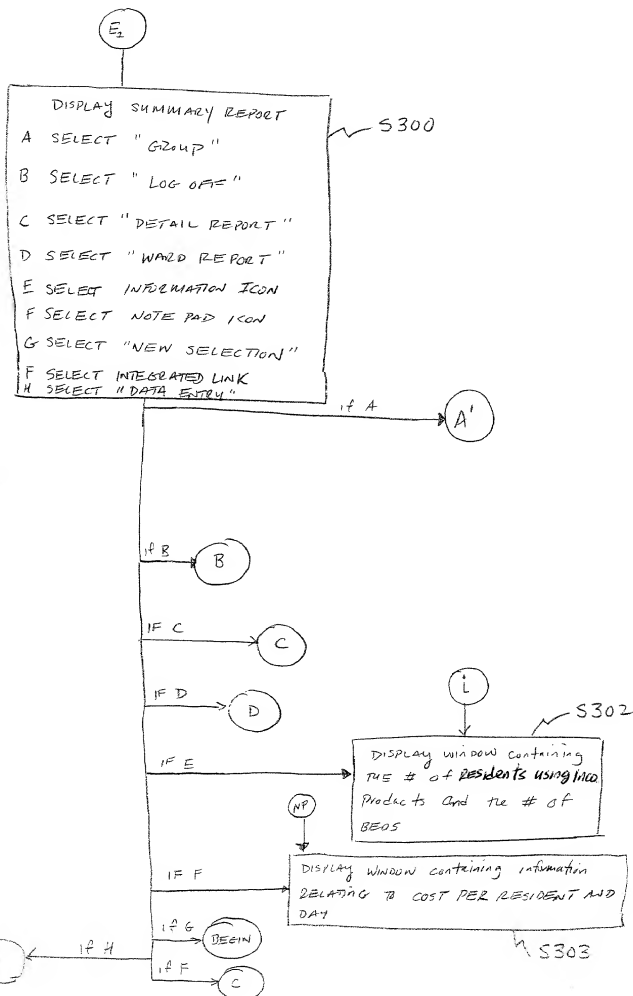 E2
DISPLAY SUMMARY REPORT
S300
A SELECT "GROUP"
B SELECT "LOG OFF"
C SELECT "DETAIL REPORT"
D SELECT "WARD REPORT"
E SELECT INFORMATION ICON
F SELECT NOTE PAD ICON
G SELECT "NEW SELECTION"
F SELECT INTEGRATED LINK
H SELECT "DATA ENTRY"
if A
A'
if B
B
IF C
C
IF D
D
i
S302
IF E
DISPLAY WINDOW containing
THE # of Residents using Inco
Products and the # of
BEDS
NP
IF F
DISPLAY WINDOW containing information
RELATING TO COST PER RESIDENT AND
DAY
S303
if G
BEGIN
if H
if F
C